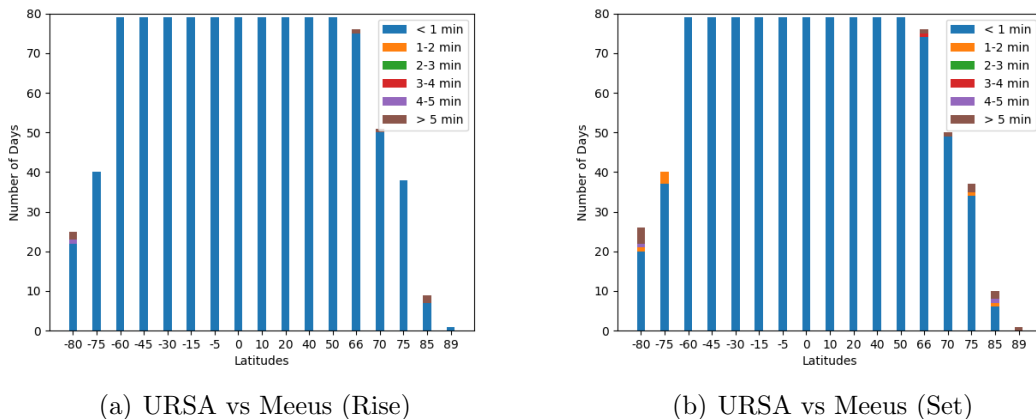 80
70
60
50
40
30
20
10
0
Number of Days
-80 -75 -60 -45 -30 -15 -5 0 10 20 40 50 66 70 75 85 89
Latitudes
< 1 min
1-2 min
2-3 min
3-4 min
4-5 min
> 5 min
(a) URSA vs Meeus (Rise)
80
70
60
50
40
30
20
10
0
Number of Days
-80 -75 -60 -45 -30 -15 -5 0 10 20 40 50 66 70 75 85 89
Latitudes
< 1 min
1-2 min
2-3 min
3-4 min
4-5 min
> 5 min
(b) URSA vs Meeus (Set)